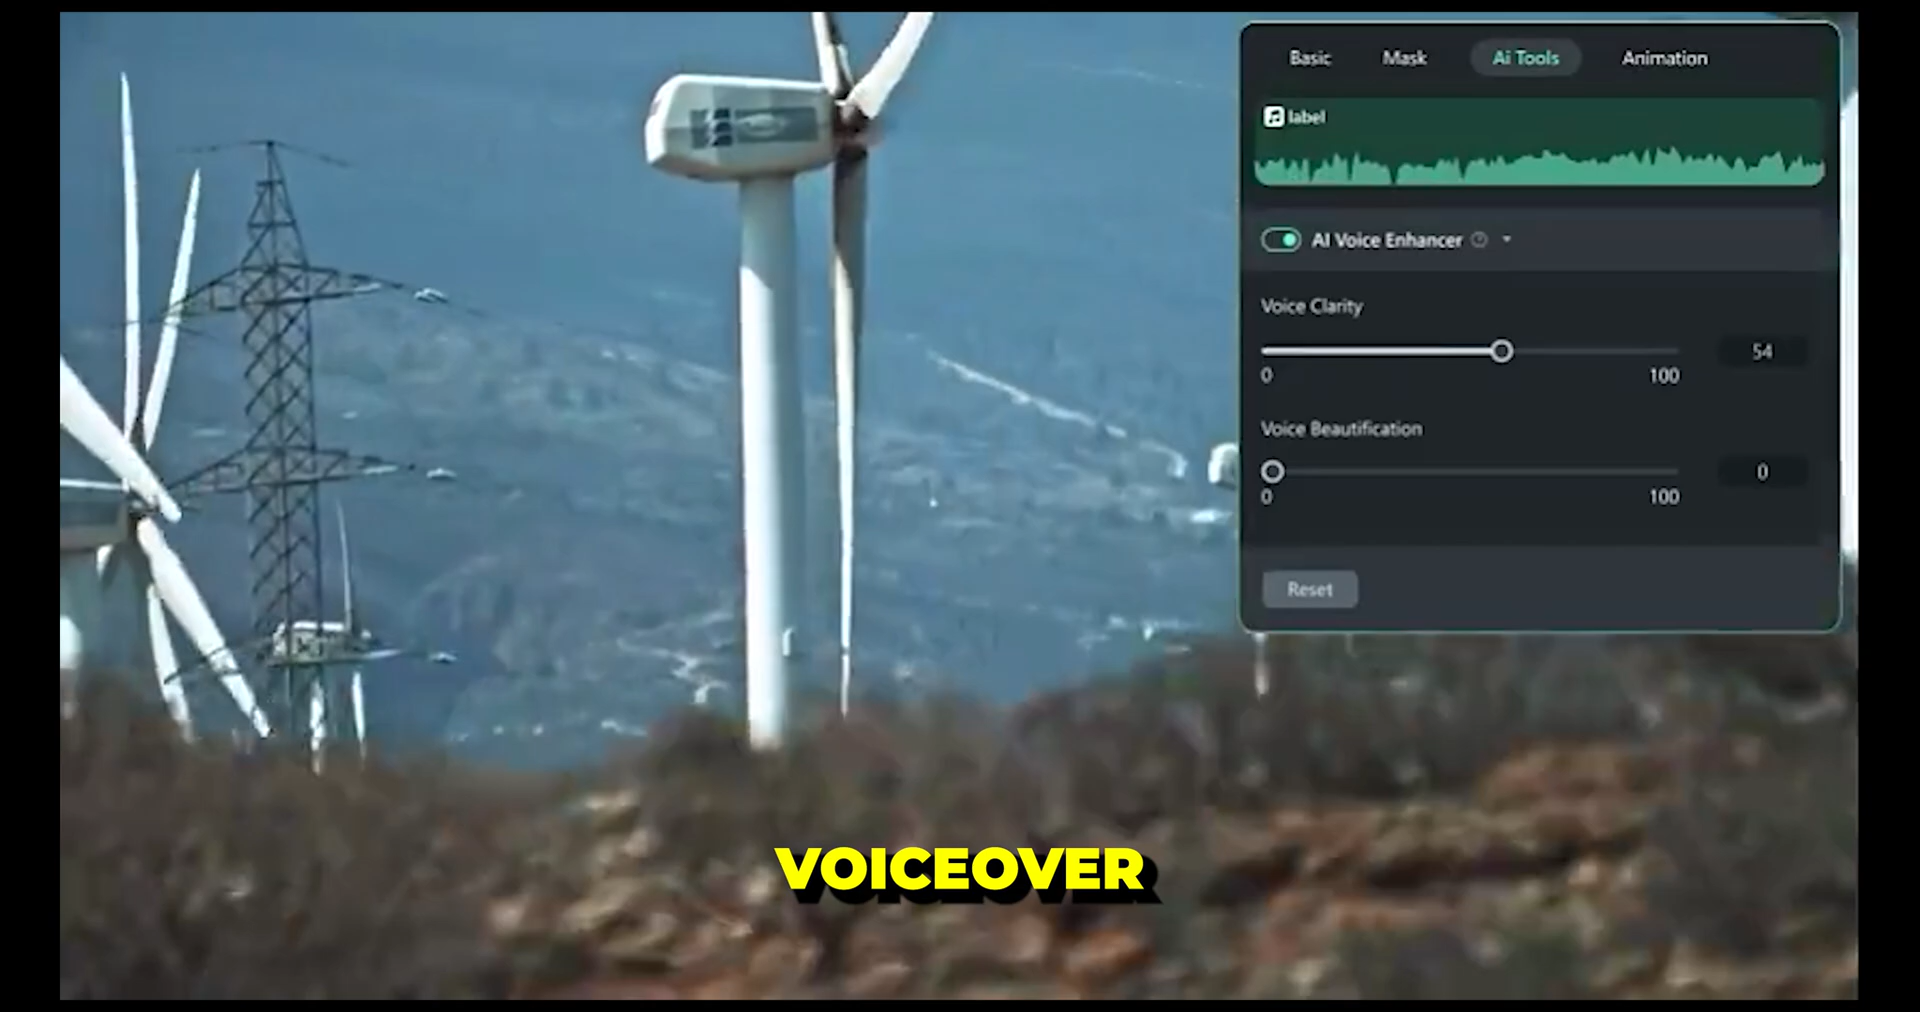 Basic Mask Ai Tools Animation
label
AI Voice Enhancer
Voice Clarity
54
0 100
Voice Beautification
0
0 100
Reset
VOICEOVER